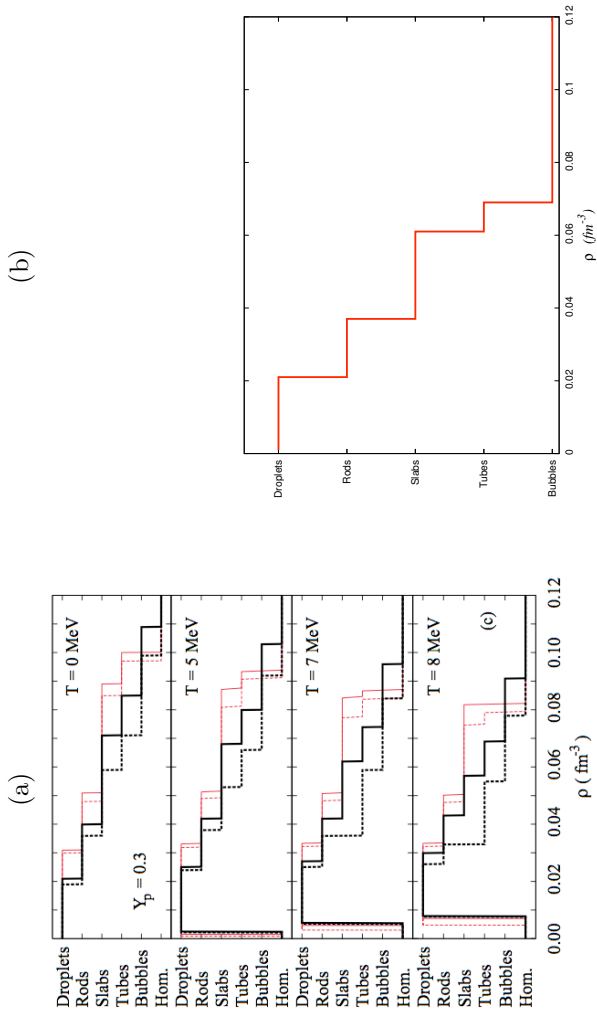 (a)
Droplets
Rods
Slabs
Tubes
Bubbles
Hom.
T = 0 MeV
Y_p = 0.3
Droplets
Rods
Slabs
Tubes
Bubbles
Hom.
T = 5 MeV
Droplets
Rods
Slabs
Tubes
Bubbles
Hom.
T = 7 MeV
Droplets
Rods
Slabs
Tubes
Bubbles
Hom.
T = 8 MeV
(c)
0.00 0.02 0.04 0.06 0.08 0.10 0.12
ρ ( fm⁻³ )
(b)
Droplets
Rods
Slabs
Tubes
Bubbles
0 0.02 0.04 0.06 0.08 0.1 0.12
ρ (fm⁻³)